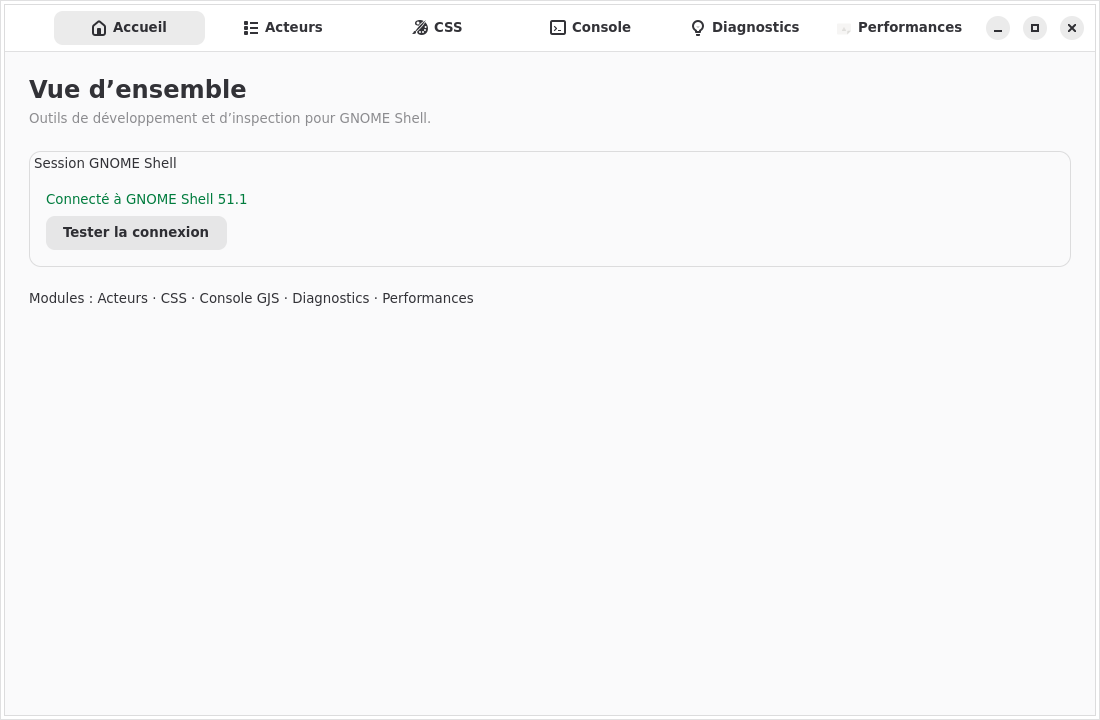 Accueil
Acteurs
CSS
Console
Diagnostics
Performances
Vue d’ensemble
Outils de développement et d’inspection pour GNOME Shell.
Session GNOME Shell
Connecté à GNOME Shell 51.1
Tester la connexion
Modules : Acteurs · CSS · Console GJS · Diagnostics · Performances